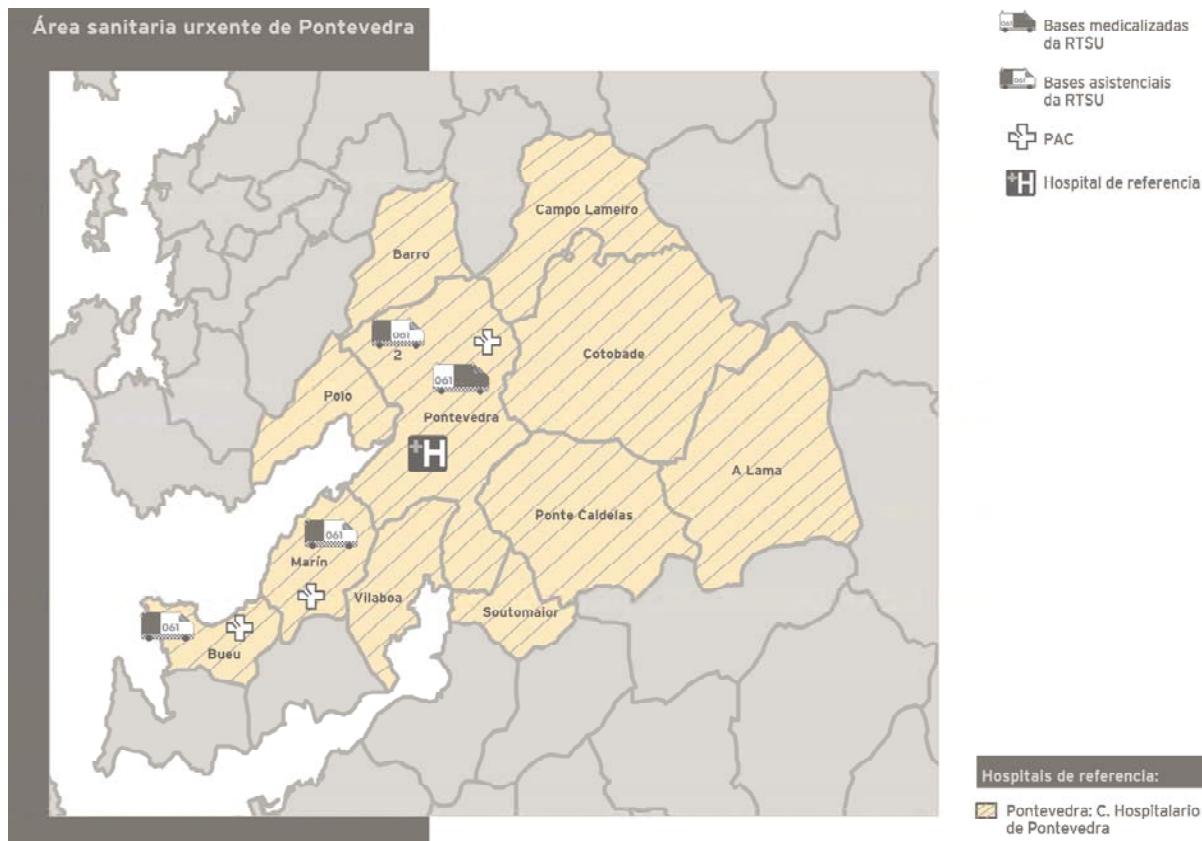 Área sanitaria urxente de Pontevedra
061
Bases medicalizadas
da RTSU
061
Bases asistenciais
da RTSU
PAC
+H
Hospital de referencia
Campo Lameiro
Barro
061
2
Cotobade
061
Poio
Pontevedra
+H
A Lama
Ponte Caldelas
061
Marín
Vilaboa
Soutomaior
061
Bueu
Hospitais de referencia:
Pontevedra: C. Hospitalario
de Pontevedra